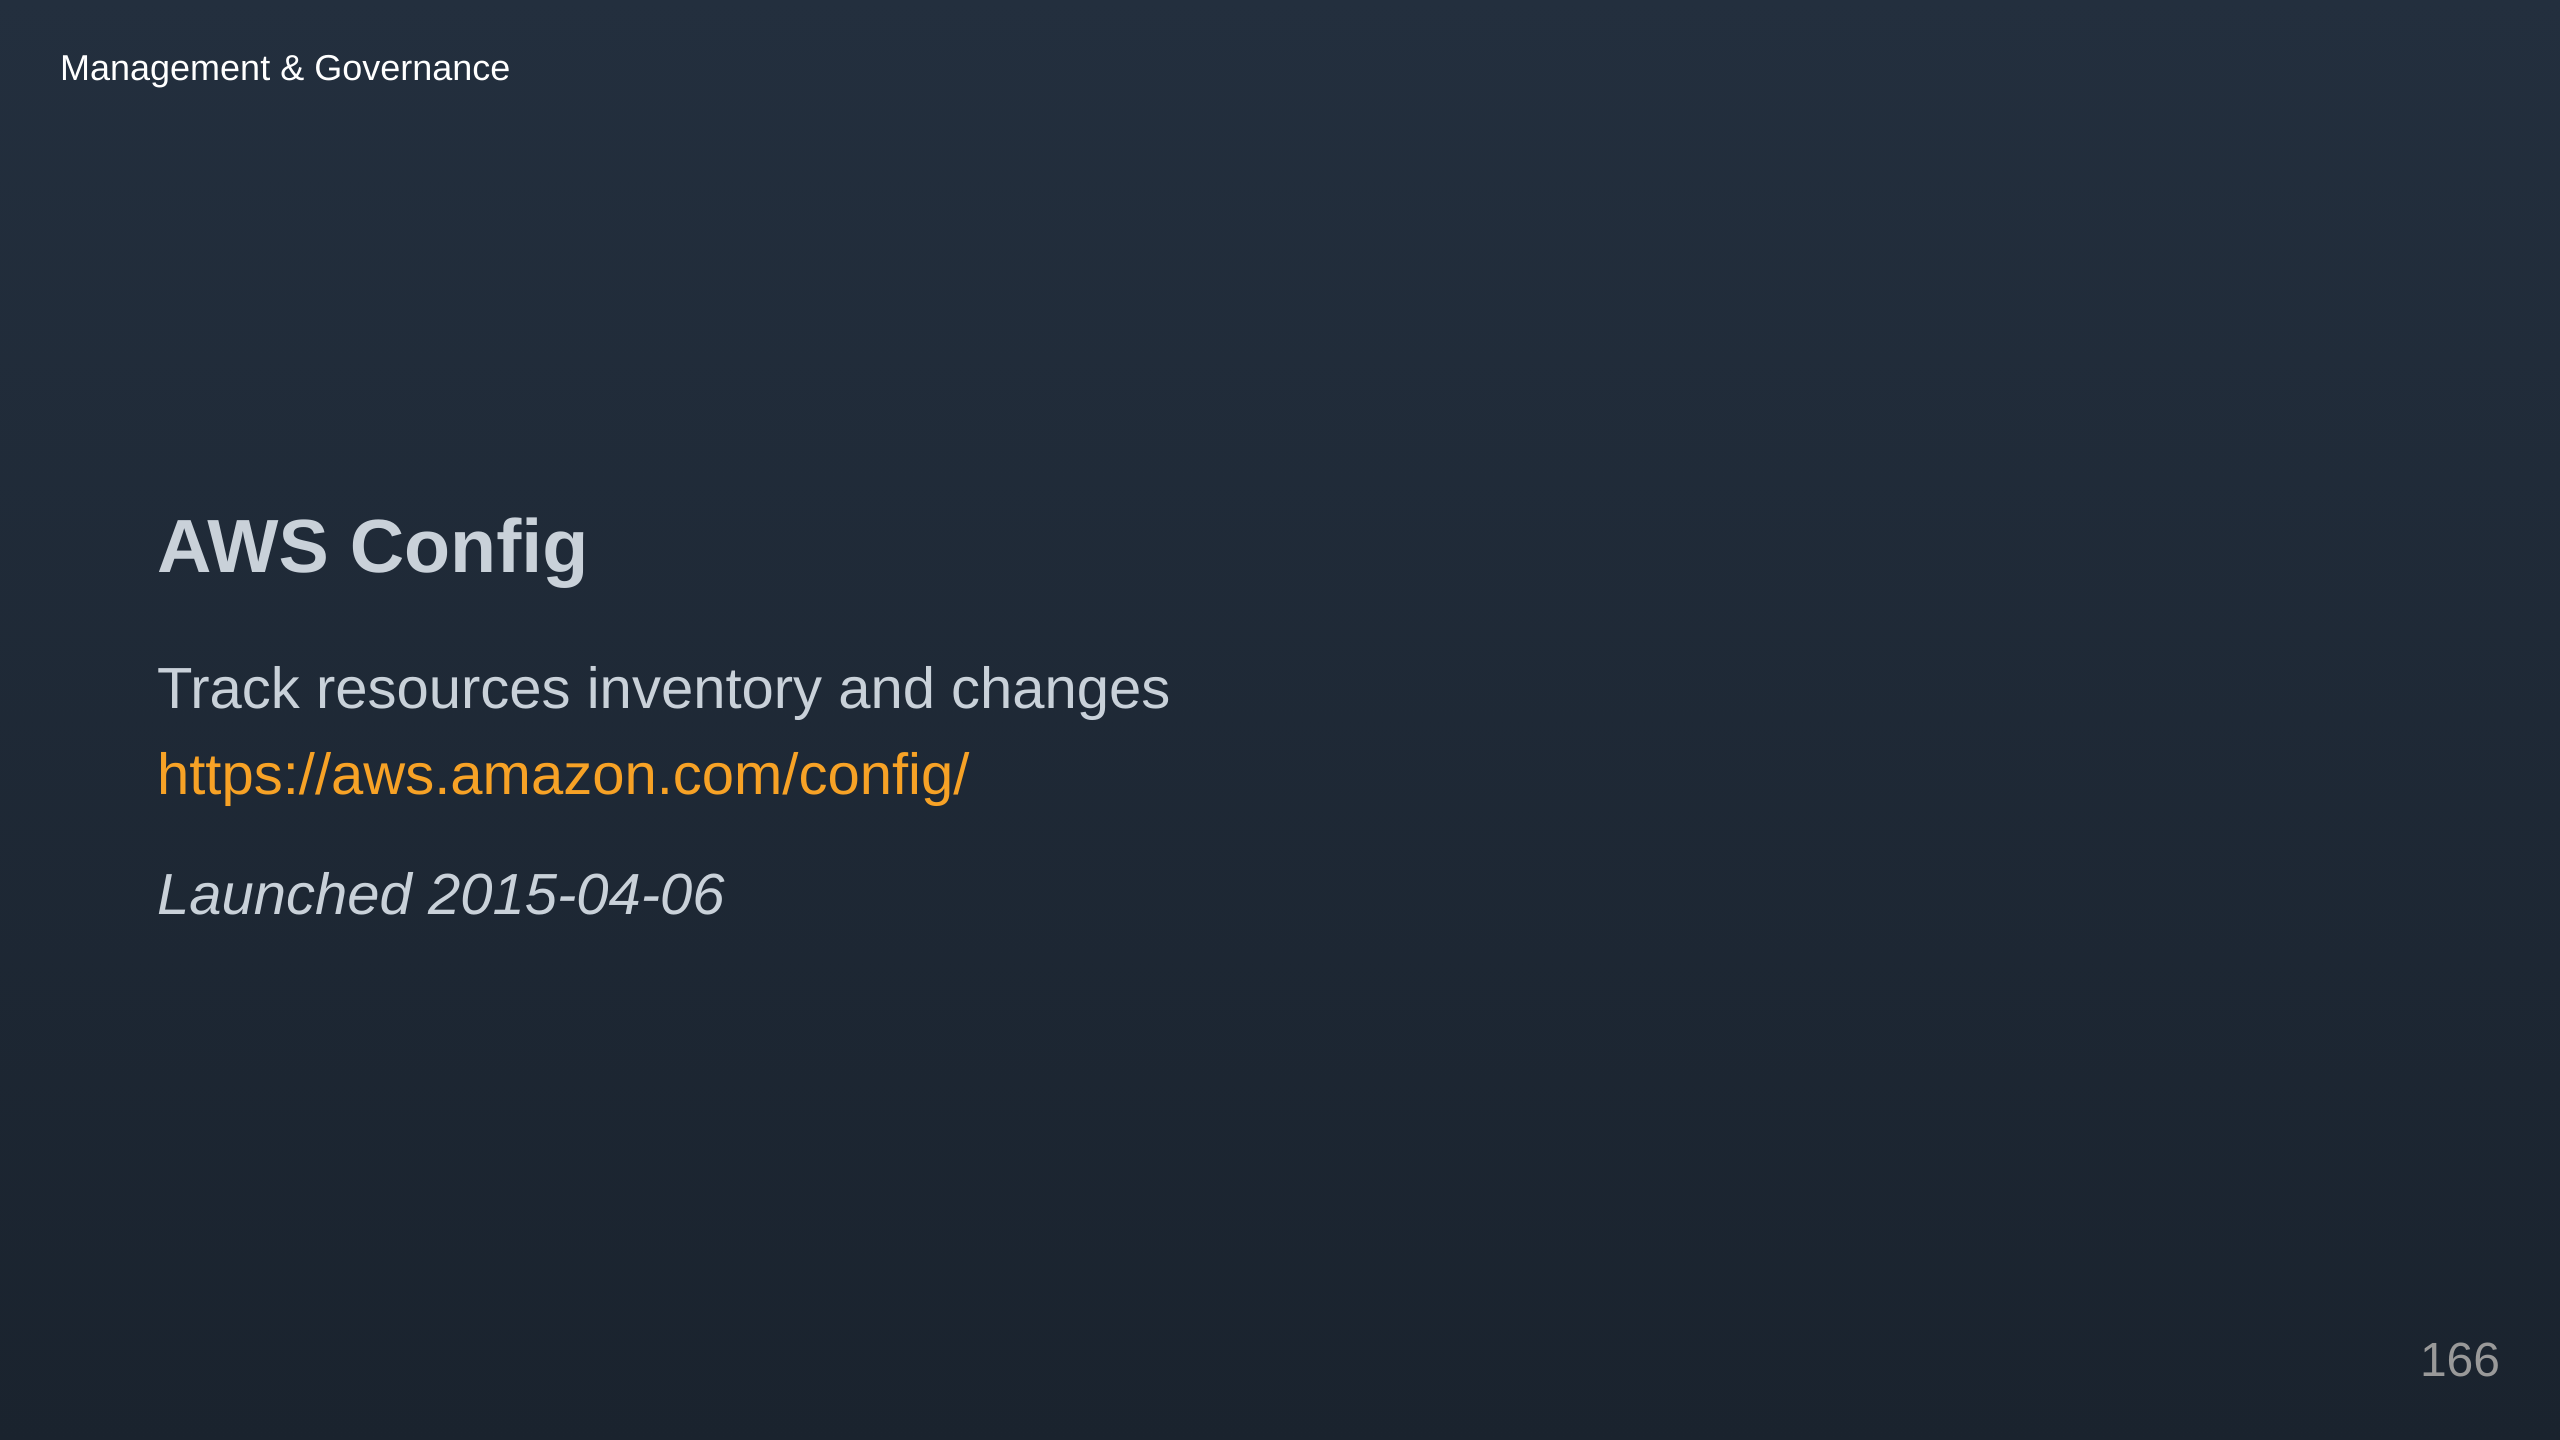 Management & Governance
AWS Config
Track resources inventory and changes
https://aws.amazon.com/config/
Launched 2015-04-06
166